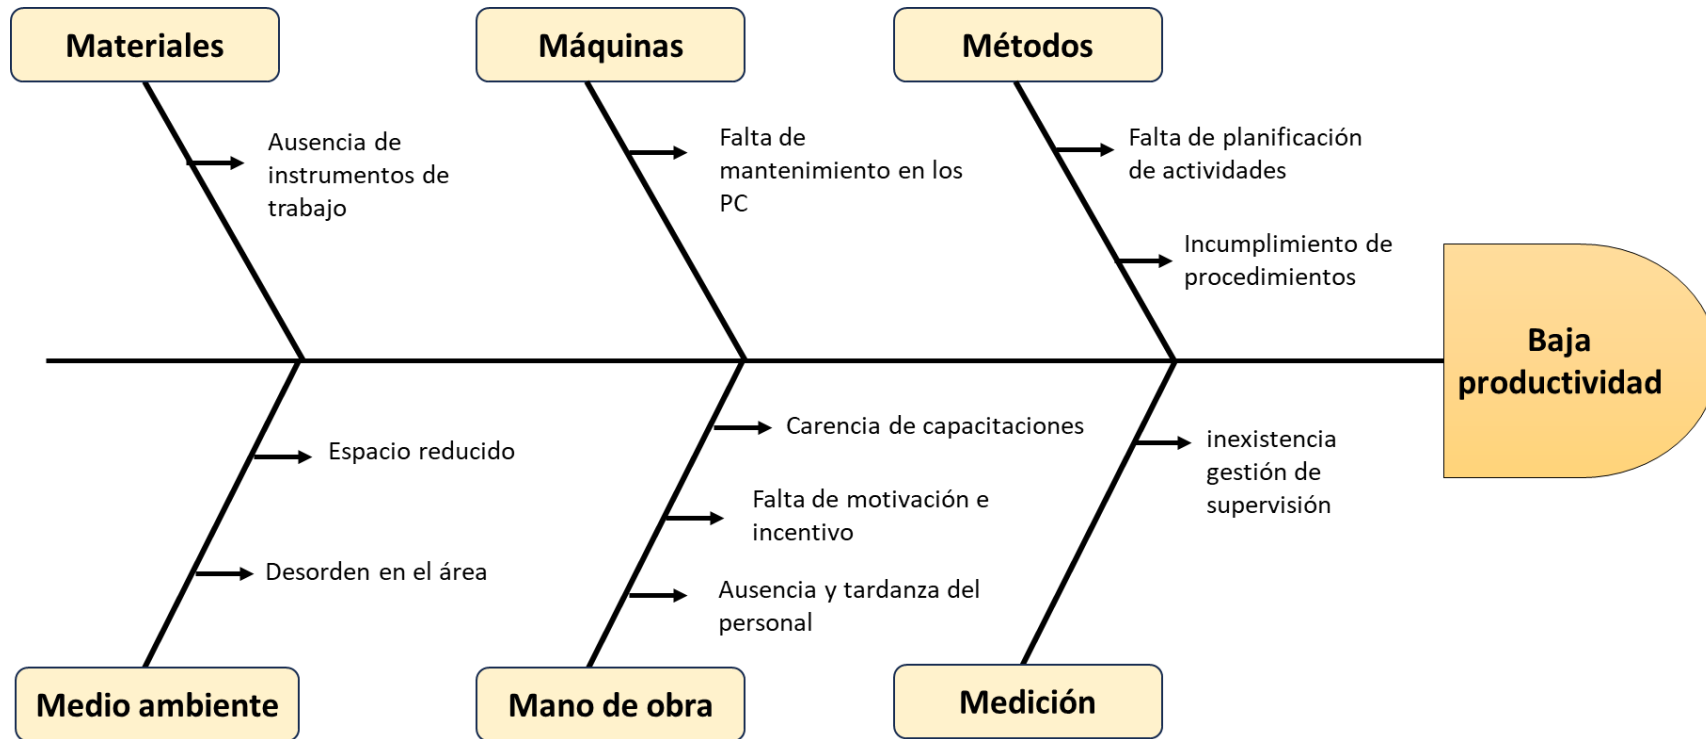 Materiales
Máquinas
Métodos
Ausencia de
instrumentos de
trabajo
Falta de
mantenimiento en los
PC
Falta de planificación
de actividades
Incumplimiento de
procedimientos
Baja
productividad
Espacio reducido
Desorden en el área
Carencia de capacitaciones
Falta de motivación e
incentivo
Ausencia y tardanza del
personal
inexistencia
gestión de
supervisión
Medio ambiente
Mano de obra
Medición